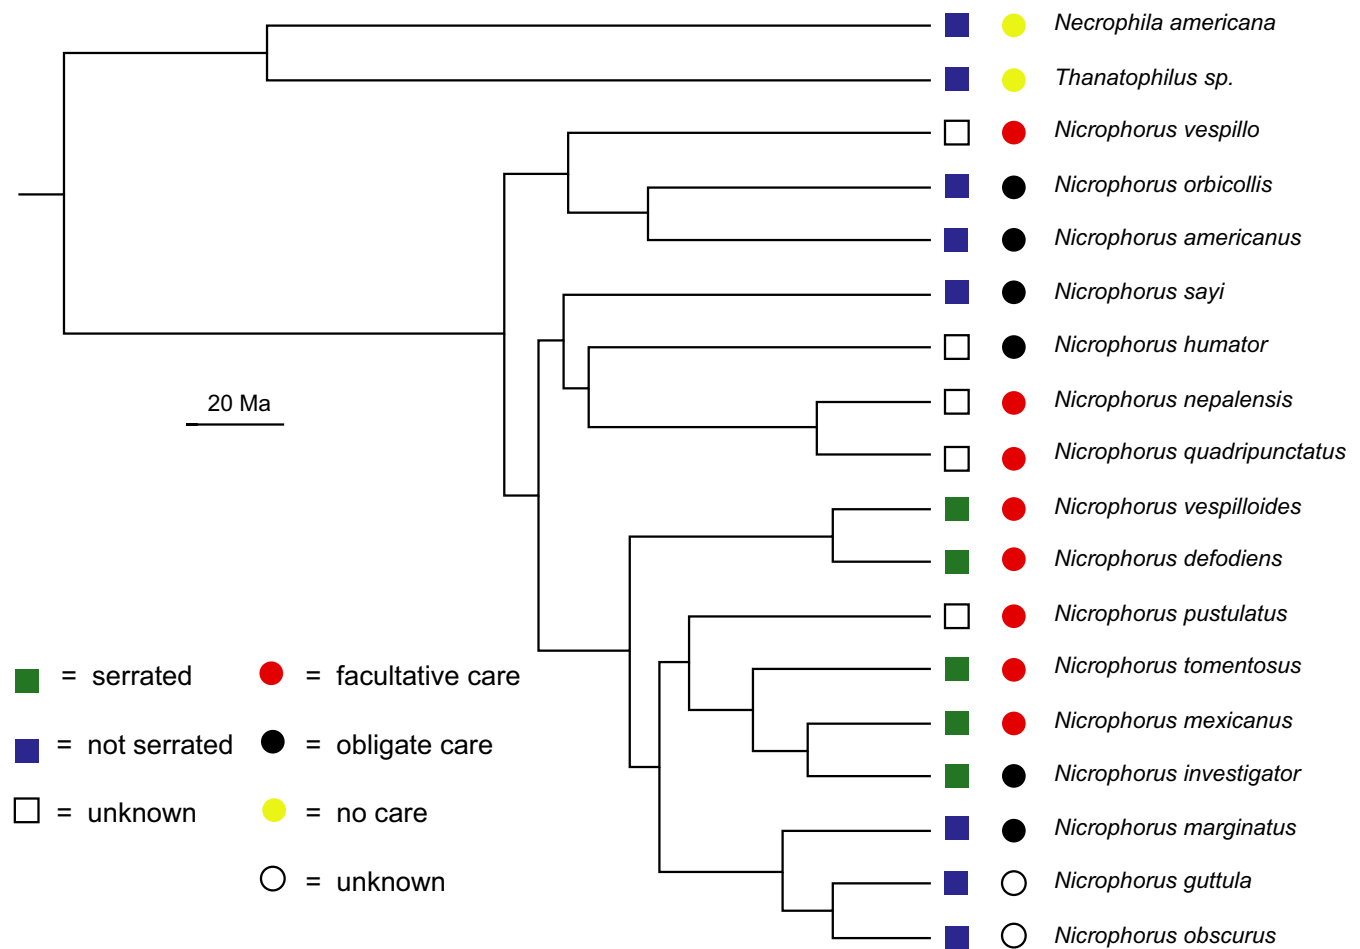 Necrophila americana
Thanatophilus sp.
Nicrophorus vespillo
Nicrophorus orbicollis
Nicrophorus americanus
Nicrophorus sayi
Nicrophorus humator
20 Ma
Nicrophorus nepalensis
Nicrophorus quadripunctatus
Nicrophorus vespilloides
Nicrophorus defodiens
Nicrophorus pustulatus
Nicrophorus tomentosus
Nicrophorus mexicanus
Nicrophorus investigator
Nicrophorus marginatus
Nicrophorus guttula
Nicrophorus obscurus
= serrated
= not serrated
= unknown
= facultative care
= obligate care
= no care
= unknown